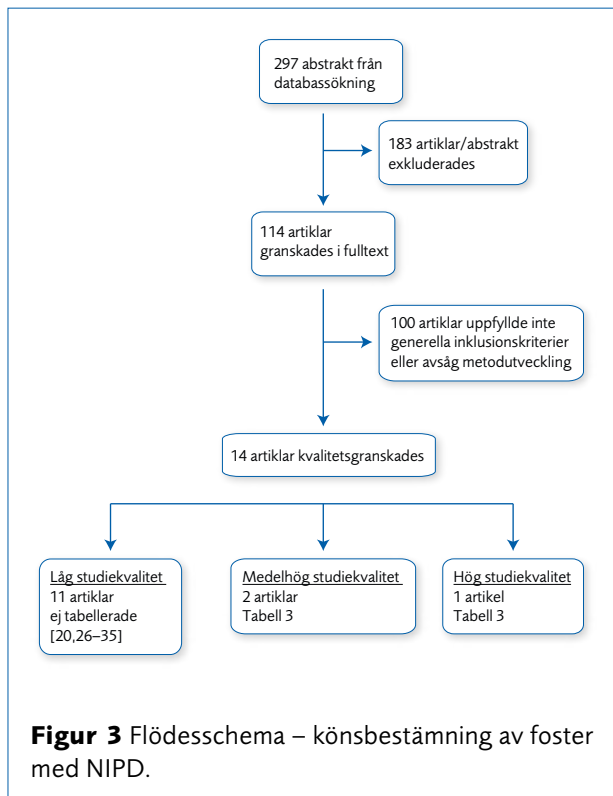 297 abstrakt från
databassökning
183 artiklar/abstrakt
exkluderades
114 artiklar
granskades i fulltext
100 artiklar uppfyllde inte
generella inklusionskriterier
eller avsåg metodutveckling
14 artiklar kvalitetsgranskades
Låg studiekvalitet
11 artiklar
ej tabellerade
[20,26–35]
Medelhög studiekvalitet
2 artiklar
Tabell 3
Hög studiekvalitet
1 artikel
Tabell 3
Figur 3 Flödesschema – könsbestämning av foster
med NIPD.